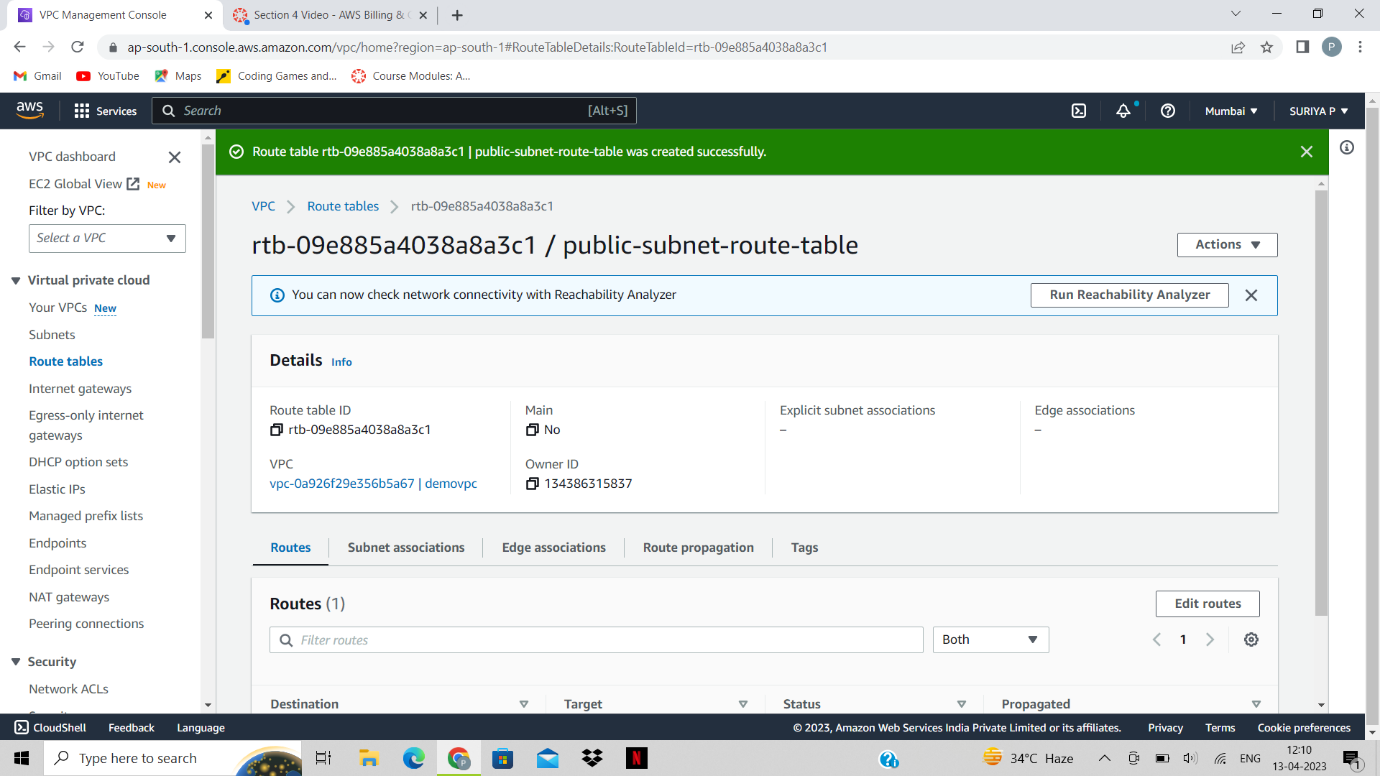 VPC Management Console
Section 4 Video - AWS Billing &
ap-south-1.console.aws.amazon.com/vpc/home?region=ap-south-1#RouteTableDetails:RouteTableId=rtb-09e885a4038a8a3c1
P
Gmail YouTube Maps Coding Games and... Course Modules: A...
aws Services Search [Alt+S] Mumbai SURIYA P
VPC dashboard
EC2 Global View New
Filter by VPC:
Select a VPC
Virtual private cloud
Your VPCs New
Subnets
Route tables
Internet gateways
Egress-only internet
gateways
DHCP option sets
Elastic IPs
Managed prefix lists
Endpoints
Endpoint services
NAT gateways
Peering connections
Security
Network ACLs
Route table rtb-09e885a4038a8a3c1 | public-subnet-route-table was created successfully.
VPC Route tables rtb-09e885a4038a8a3c1
rtb-09e885a4038a8a3c1 / public-subnet-route-table
Actions
You can now check network connectivity with Reachability Analyzer
Run Reachability Analyzer
Details Info
Route table ID
rtb-09e885a4038a8a3c1
Main
No
Explicit subnet associations
–
Edge associations
–
VPC
vpc-0a926f29e356b5a67 | demovpc
Owner ID
134386315837
Routes Subnet associations Edge associations Route propagation Tags
Routes (1)
Edit routes
Filter routes
Both
1
Destination Target Status Propagated
CloudShell Feedback Language © 2023, Amazon Web Services India Private Limited or its affiliates. Privacy Terms Cookie preferences
Type here to search
34°C Haze
ENG
12:10
13-04-2023
1